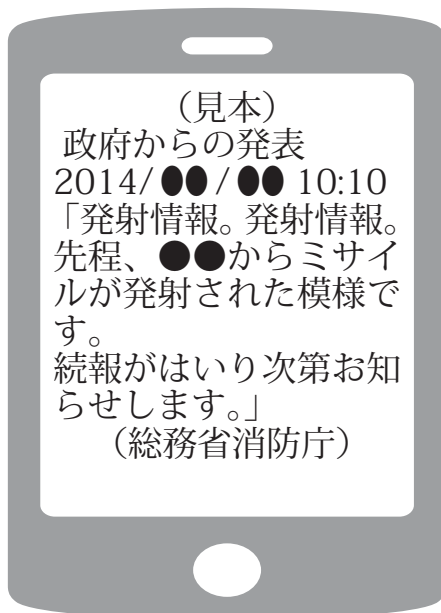 （見本）
政府からの発表
2014/●●/●● 10:10
「発射情報。発射情報。
先程、●●からミサイ
ルが発射された模様で
す。
続報がはいり次第お知
らせします。」
（総務省消防庁）